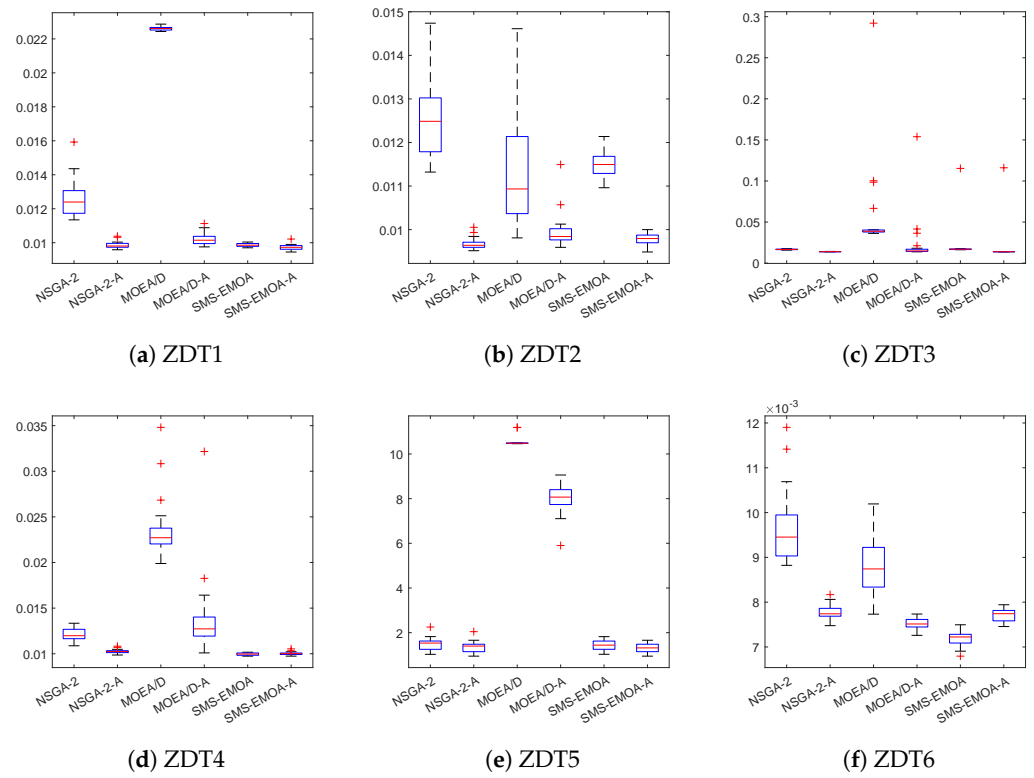 0.022
0.02
0.018
0.016
0.014
0.012
0.01
NSGA-2
NSGA-2-A
MOEA/D
MOEA/D-A
SMS-EMOA
SMS-EMOA-A
(a) ZDT1
0.015
0.014
0.013
0.012
0.011
0.01
NSGA-2
NSGA-2-A
MOEA/D
MOEA/D-A
SMS-EMOA
SMS-EMOA-A
(b) ZDT2
0.3
0.25
0.2
0.15
0.1
0.05
0
NSGA-2
NSGA-2-A
MOEA/D
MOEA/D-A
SMS-EMOA
SMS-EMOA-A
(c) ZDT3
0.035
0.03
0.025
0.02
0.015
0.01
NSGA-2
NSGA-2-A
MOEA/D
MOEA/D-A
SMS-EMOA
SMS-EMOA-A
(d) ZDT4
10
8
6
4
2
NSGA-2
NSGA-2-A
MOEA/D
MOEA/D-A
SMS-EMOA
SMS-EMOA-A
(e) ZDT5
×10⁻³
12
11
10
9
8
7
NSGA-2
NSGA-2-A
MOEA/D
MOEA/D-A
SMS-EMOA
SMS-EMOA-A
(f) ZDT6